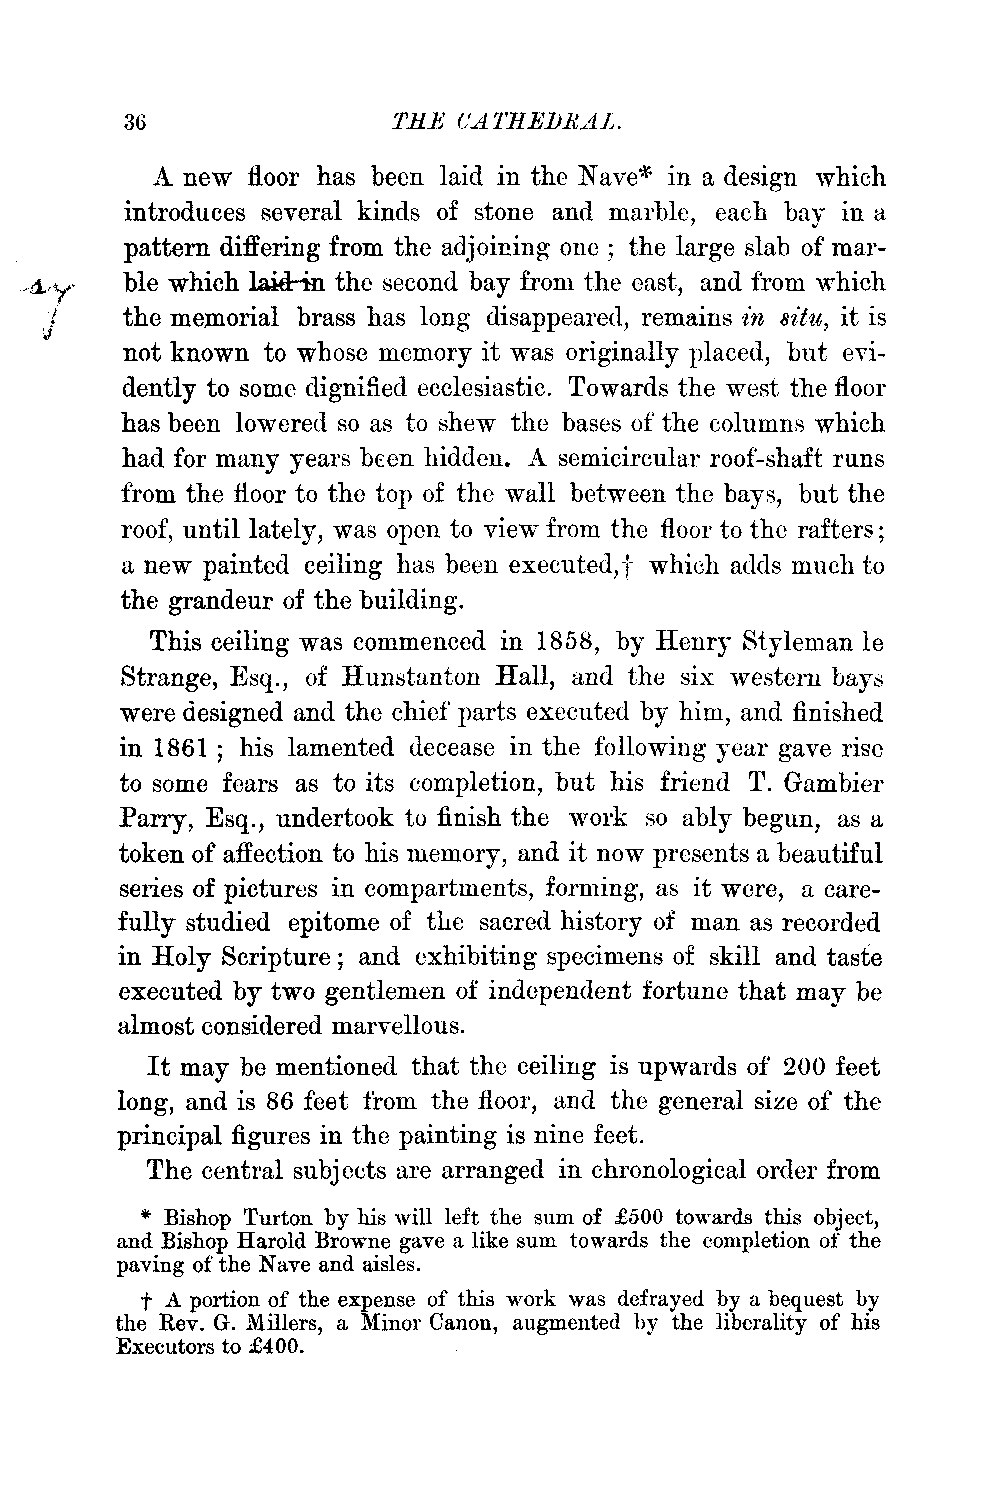 36 THE CATHEDRAL.
A new floor has been laid in the Nave* in a design which
introduces several kinds of stone and marble, each bay in a
pattern differing from the adjoining one ; the large slab of mar-
ble which laid in the second bay from the east, and from which
the memorial brass has long disappeared, remains in situ, it is
not known to whose memory it was originally placed, but evi-
dently to some dignified ecclesiastic. Towards the west the floor
has been lowered so as to shew the bases of the columns which
had for many years been hidden. A semicircular roof-shaft runs
from the floor to the top of the wall between the bays, but the
roof, until lately, was open to view from the floor to the rafters;
a new painted ceiling has been executed,† which adds much to
the grandeur of the building.
This ceiling was commenced in 1858, by Henry Styleman le
Strange, Esq., of Hunstanton Hall, and the six western bays
were designed and the chief parts executed by him, and finished
in 1861 ; his lamented decease in the following year gave rise
to some fears as to its completion, but his friend T. Gambier
Parry, Esq., undertook to finish the work so ably begun, as a
token of affection to his memory, and it now presents a beautiful
series of pictures in compartments, forming, as it were, a care-
fully studied epitome of the sacred history of man as recorded
in Holy Scripture ; and exhibiting specimens of skill and taste
executed by two gentlemen of independent fortune that may be
almost considered marvellous.
It may be mentioned that the ceiling is upwards of 200 feet
long, and is 86 feet from the floor, and the general size of the
principal figures in the painting is nine feet.
The central subjects are arranged in chronological order from
* Bishop Turton by his will left the sum of £500 towards this object,
and Bishop Harold Browne gave a like sum towards the completion of the
paving of the Nave and aisles.
† A portion of the expense of this work was defrayed by a bequest by
the Rev. G. Millers, a Minor Canon, augmented by the liberality of his
Executors to £400.